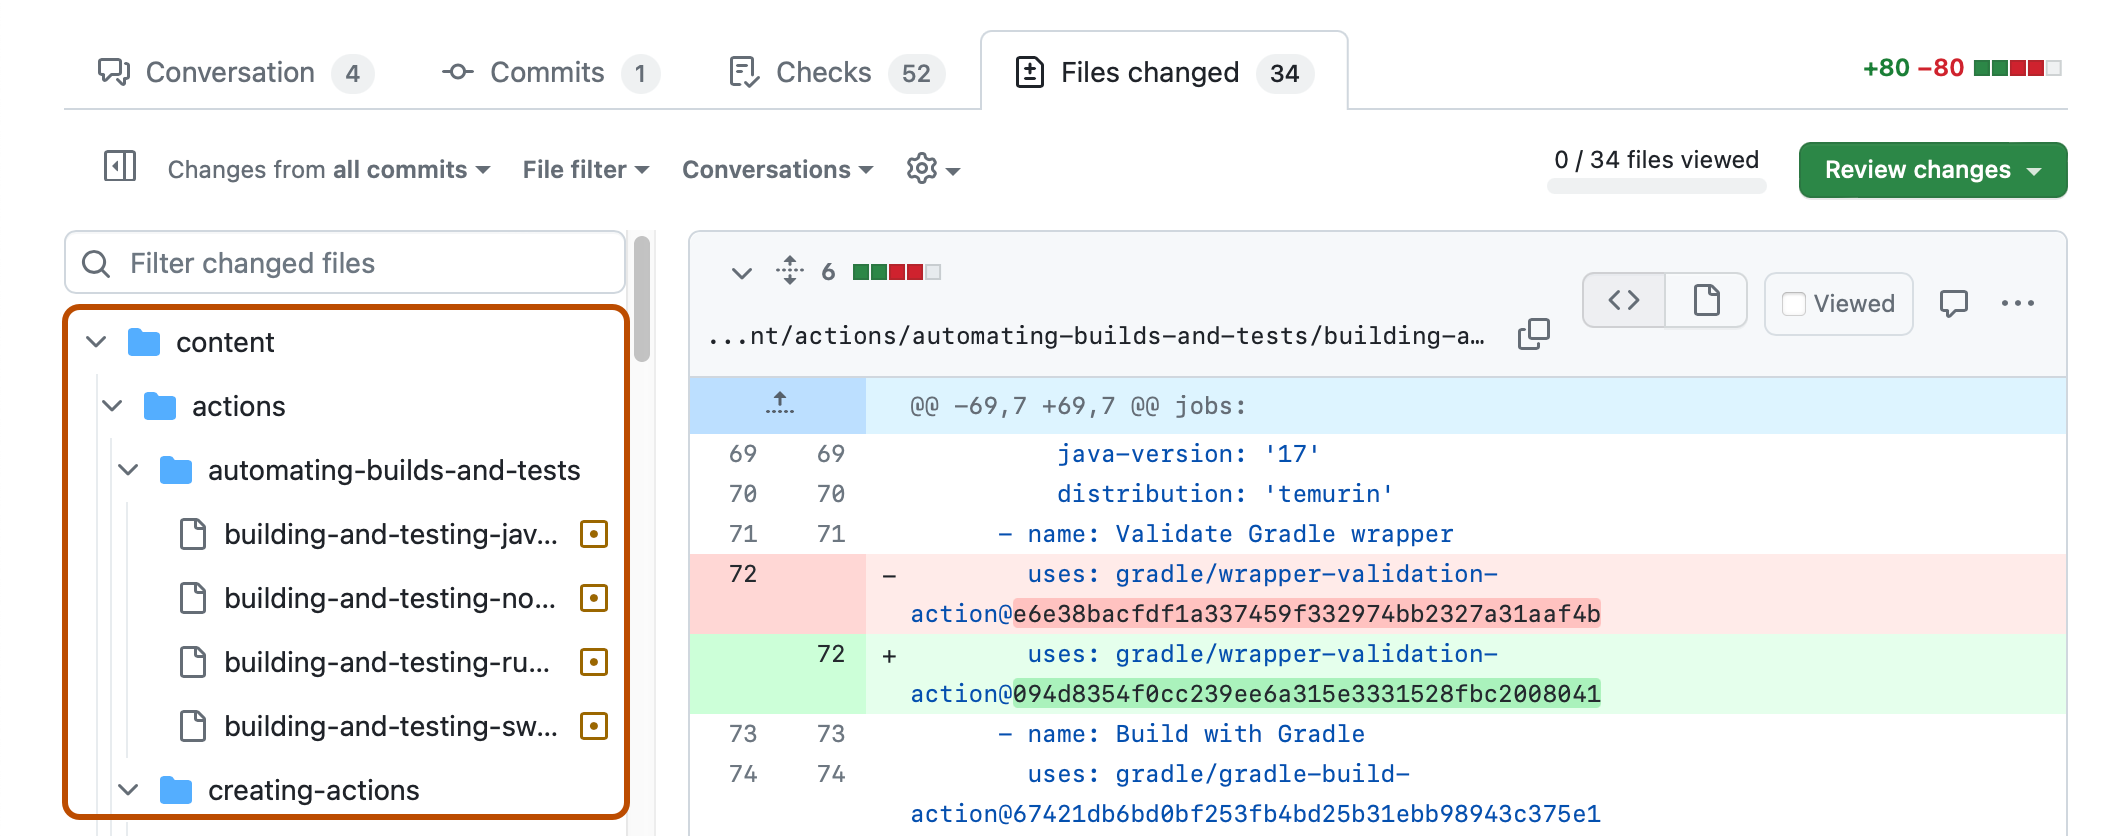 Conversation 4 Commits 1 Checks 52 Files changed 34 +80 −80
Changes from all commits File filter Conversations 0 / 34 files viewed Review changes
Filter changed files
content
actions
automating-builds-and-tests
building-and-testing-jav...
building-and-testing-no...
building-and-testing-ru...
building-and-testing-sw...
creating-actions
6
...nt/actions/automating-builds-and-tests/building-a… Viewed
@@ -69,7 +69,7 @@ jobs:
69 69 java-version: '17'
70 70 distribution: 'temurin'
71 71 - name: Validate Gradle wrapper
72 - uses: gradle/wrapper-validation-
action@e6e38bacfdf1a337459f332974bb2327a31aaf4b
72 + uses: gradle/wrapper-validation-
action@094d8354f0cc239ee6a315e3331528fbc2008041
73 73 - name: Build with Gradle
74 74 uses: gradle/gradle-build-
action@67421db6bd0bf253fb4bd25b31ebb98943c375e1